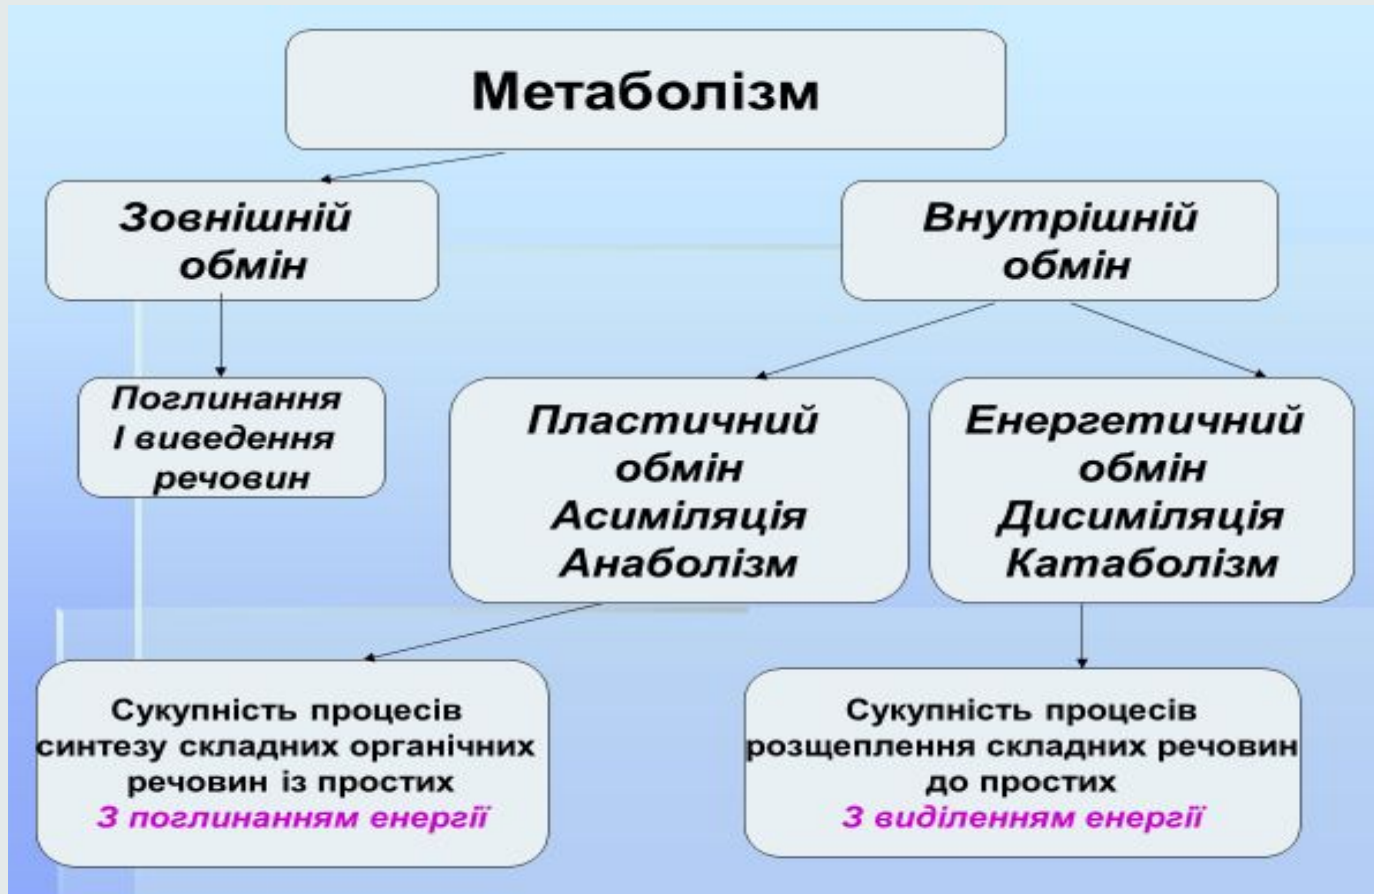 Метаболізм
Зовнішній
обмін
Внутрішній
обмін
Поглинання
І виведення
речовин
Пластичний
обмін
Асиміляція
Анаболізм
Енергетичний
обмін
Дисиміляція
Катаболізм
Сукупність процесів
синтезу складних органічних
речовин із простих
З поглинанням енергії
Сукупність процесів
розщеплення складних речовин
до простих
З виділенням енергії